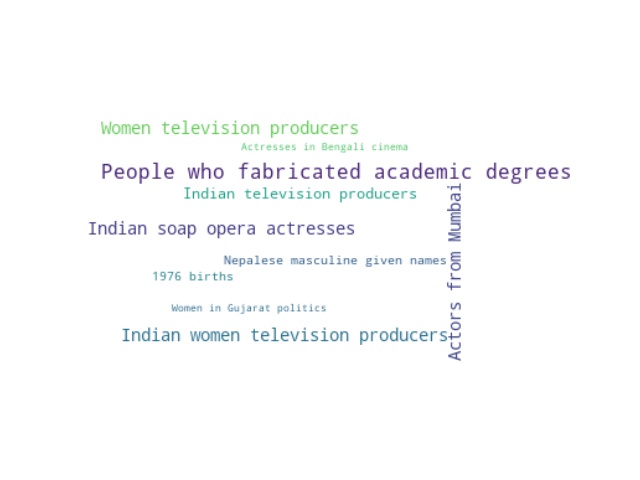 Women television producers
Actresses in Bengali cinema
People who fabricated academic degrees
Indian television producers
Indian soap opera actresses
Actors from Mumbai
Nepalese masculine given names
1976 births
Women in Gujarat politics
Indian women television producers